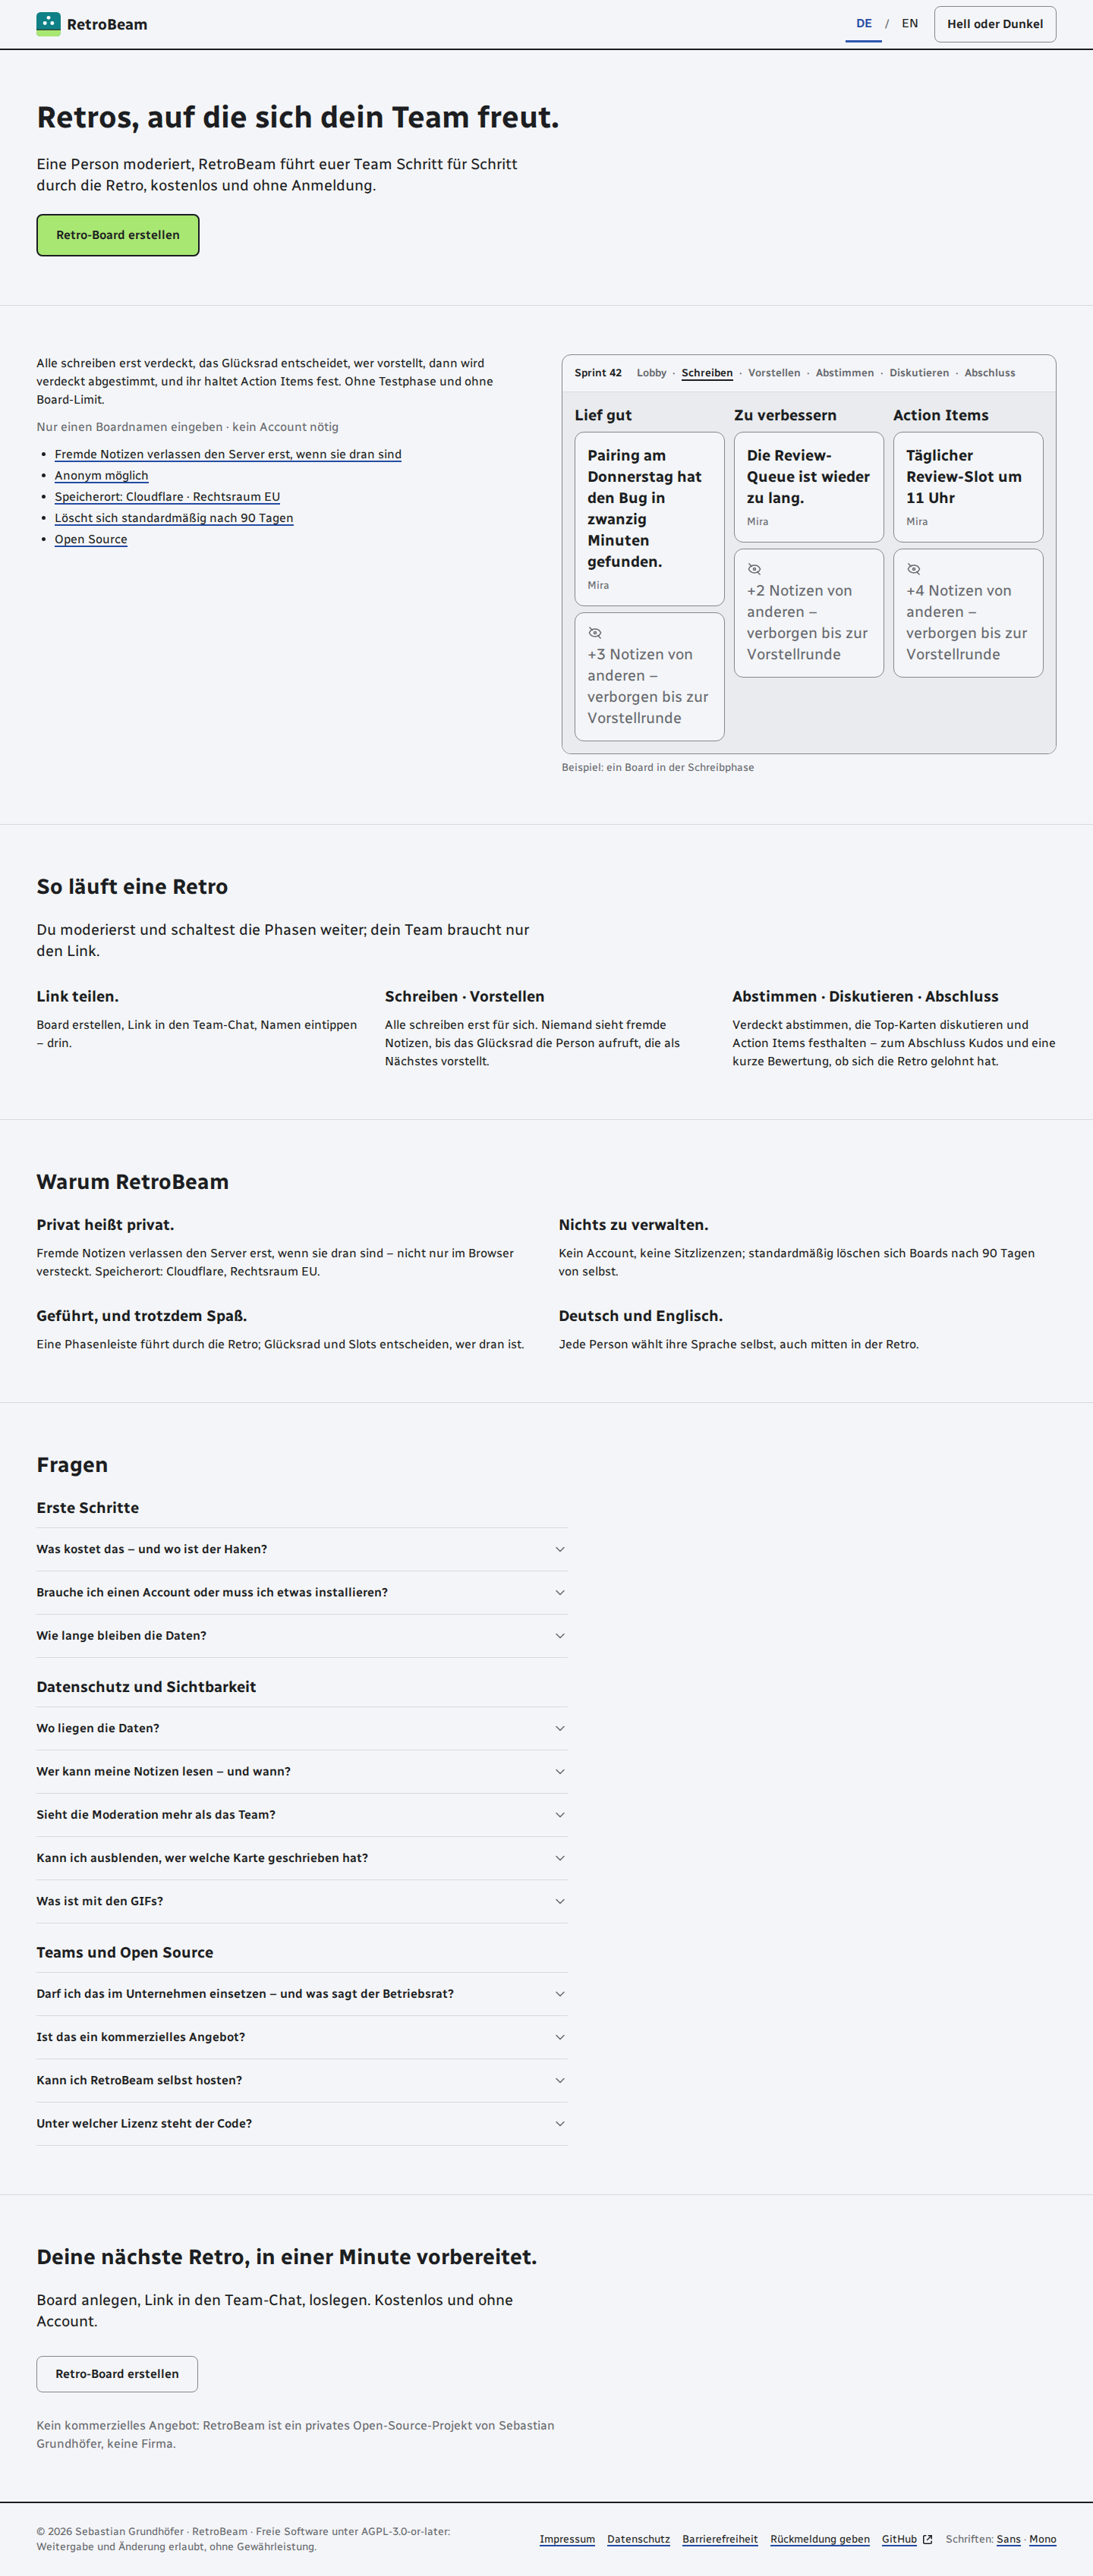 RetroBeam
DE / EN Hell oder Dunkel
Retros, auf die sich dein Team freut.
Eine Person moderiert, RetroBeam führt euer Team Schritt für Schritt
durch die Retro, kostenlos und ohne Anmeldung.
Retro-Board erstellen
Alle schreiben erst verdeckt, das Glücksrad entscheidet, wer vorstellt, dann wird
verdeckt abgestimmt, und ihr haltet Action Items fest. Ohne Testphase und ohne
Board-Limit.
Nur einen Boardnamen eingeben · kein Account nötig
Fremde Notizen verlassen den Server erst, wenn sie dran sind
Anonym möglich
Speicherort: Cloudflare · Rechtsraum EU
Löscht sich standardmäßig nach 90 Tagen
Open Source
Sprint 42 Lobby · Schreiben · Vorstellen · Abstimmen · Diskutieren · Abschluss
Lief gut
Pairing am
Donnerstag hat
den Bug in
zwanzig
Minuten
gefunden.
Mira
+3 Notizen von
anderen –
verborgen bis zur
Vorstellrunde
Zu verbessern
Die Review-
Queue ist wieder
zu lang.
Mira
+2 Notizen von
anderen –
verborgen bis zur
Vorstellrunde
Action Items
Täglicher
Review-Slot um
11 Uhr
Mira
+4 Notizen von
anderen –
verborgen bis zur
Vorstellrunde
Beispiel: ein Board in der Schreibphase
So läuft eine Retro
Du moderierst und schaltest die Phasen weiter; dein Team braucht nur
den Link.
Link teilen.
Board erstellen, Link in den Team-Chat, Namen eintippen
– drin.
Schreiben · Vorstellen
Alle schreiben erst für sich. Niemand sieht fremde
Notizen, bis das Glücksrad die Person aufruft, die als
Nächstes vorstellt.
Abstimmen · Diskutieren · Abschluss
Verdeckt abstimmen, die Top-Karten diskutieren und
Action Items festhalten – zum Abschluss Kudos und eine
kurze Bewertung, ob sich die Retro gelohnt hat.
Warum RetroBeam
Privat heißt privat.
Fremde Notizen verlassen den Server erst, wenn sie dran sind – nicht nur im Browser
versteckt. Speicherort: Cloudflare, Rechtsraum EU.
Nichts zu verwalten.
Kein Account, keine Sitzlizenzen; standardmäßig löschen sich Boards nach 90 Tagen
von selbst.
Geführt, und trotzdem Spaß.
Eine Phasenleiste führt durch die Retro; Glücksrad und Slots entscheiden, wer dran ist.
Deutsch und Englisch.
Jede Person wählt ihre Sprache selbst, auch mitten in der Retro.
Fragen
Erste Schritte
Was kostet das – und wo ist der Haken?
Brauche ich einen Account oder muss ich etwas installieren?
Wie lange bleiben die Daten?
Datenschutz und Sichtbarkeit
Wo liegen die Daten?
Wer kann meine Notizen lesen – und wann?
Sieht die Moderation mehr als das Team?
Kann ich ausblenden, wer welche Karte geschrieben hat?
Was ist mit den GIFs?
Teams und Open Source
Darf ich das im Unternehmen einsetzen – und was sagt der Betriebsrat?
Ist das ein kommerzielles Angebot?
Kann ich RetroBeam selbst hosten?
Unter welcher Lizenz steht der Code?
Deine nächste Retro, in einer Minute vorbereitet.
Board anlegen, Link in den Team-Chat, loslegen. Kostenlos und ohne
Account.
Retro-Board erstellen
Kein kommerzielles Angebot: RetroBeam ist ein privates Open-Source-Projekt von Sebastian
Grundhöfer, keine Firma.
© 2026 Sebastian Grundhöfer · RetroBeam · Freie Software unter AGPL-3.0-or-later:
Weitergabe und Änderung erlaubt, ohne Gewährleistung.
Impressum Datenschutz Barrierefreiheit Rückmeldung geben GitHub Schriften: Sans · Mono